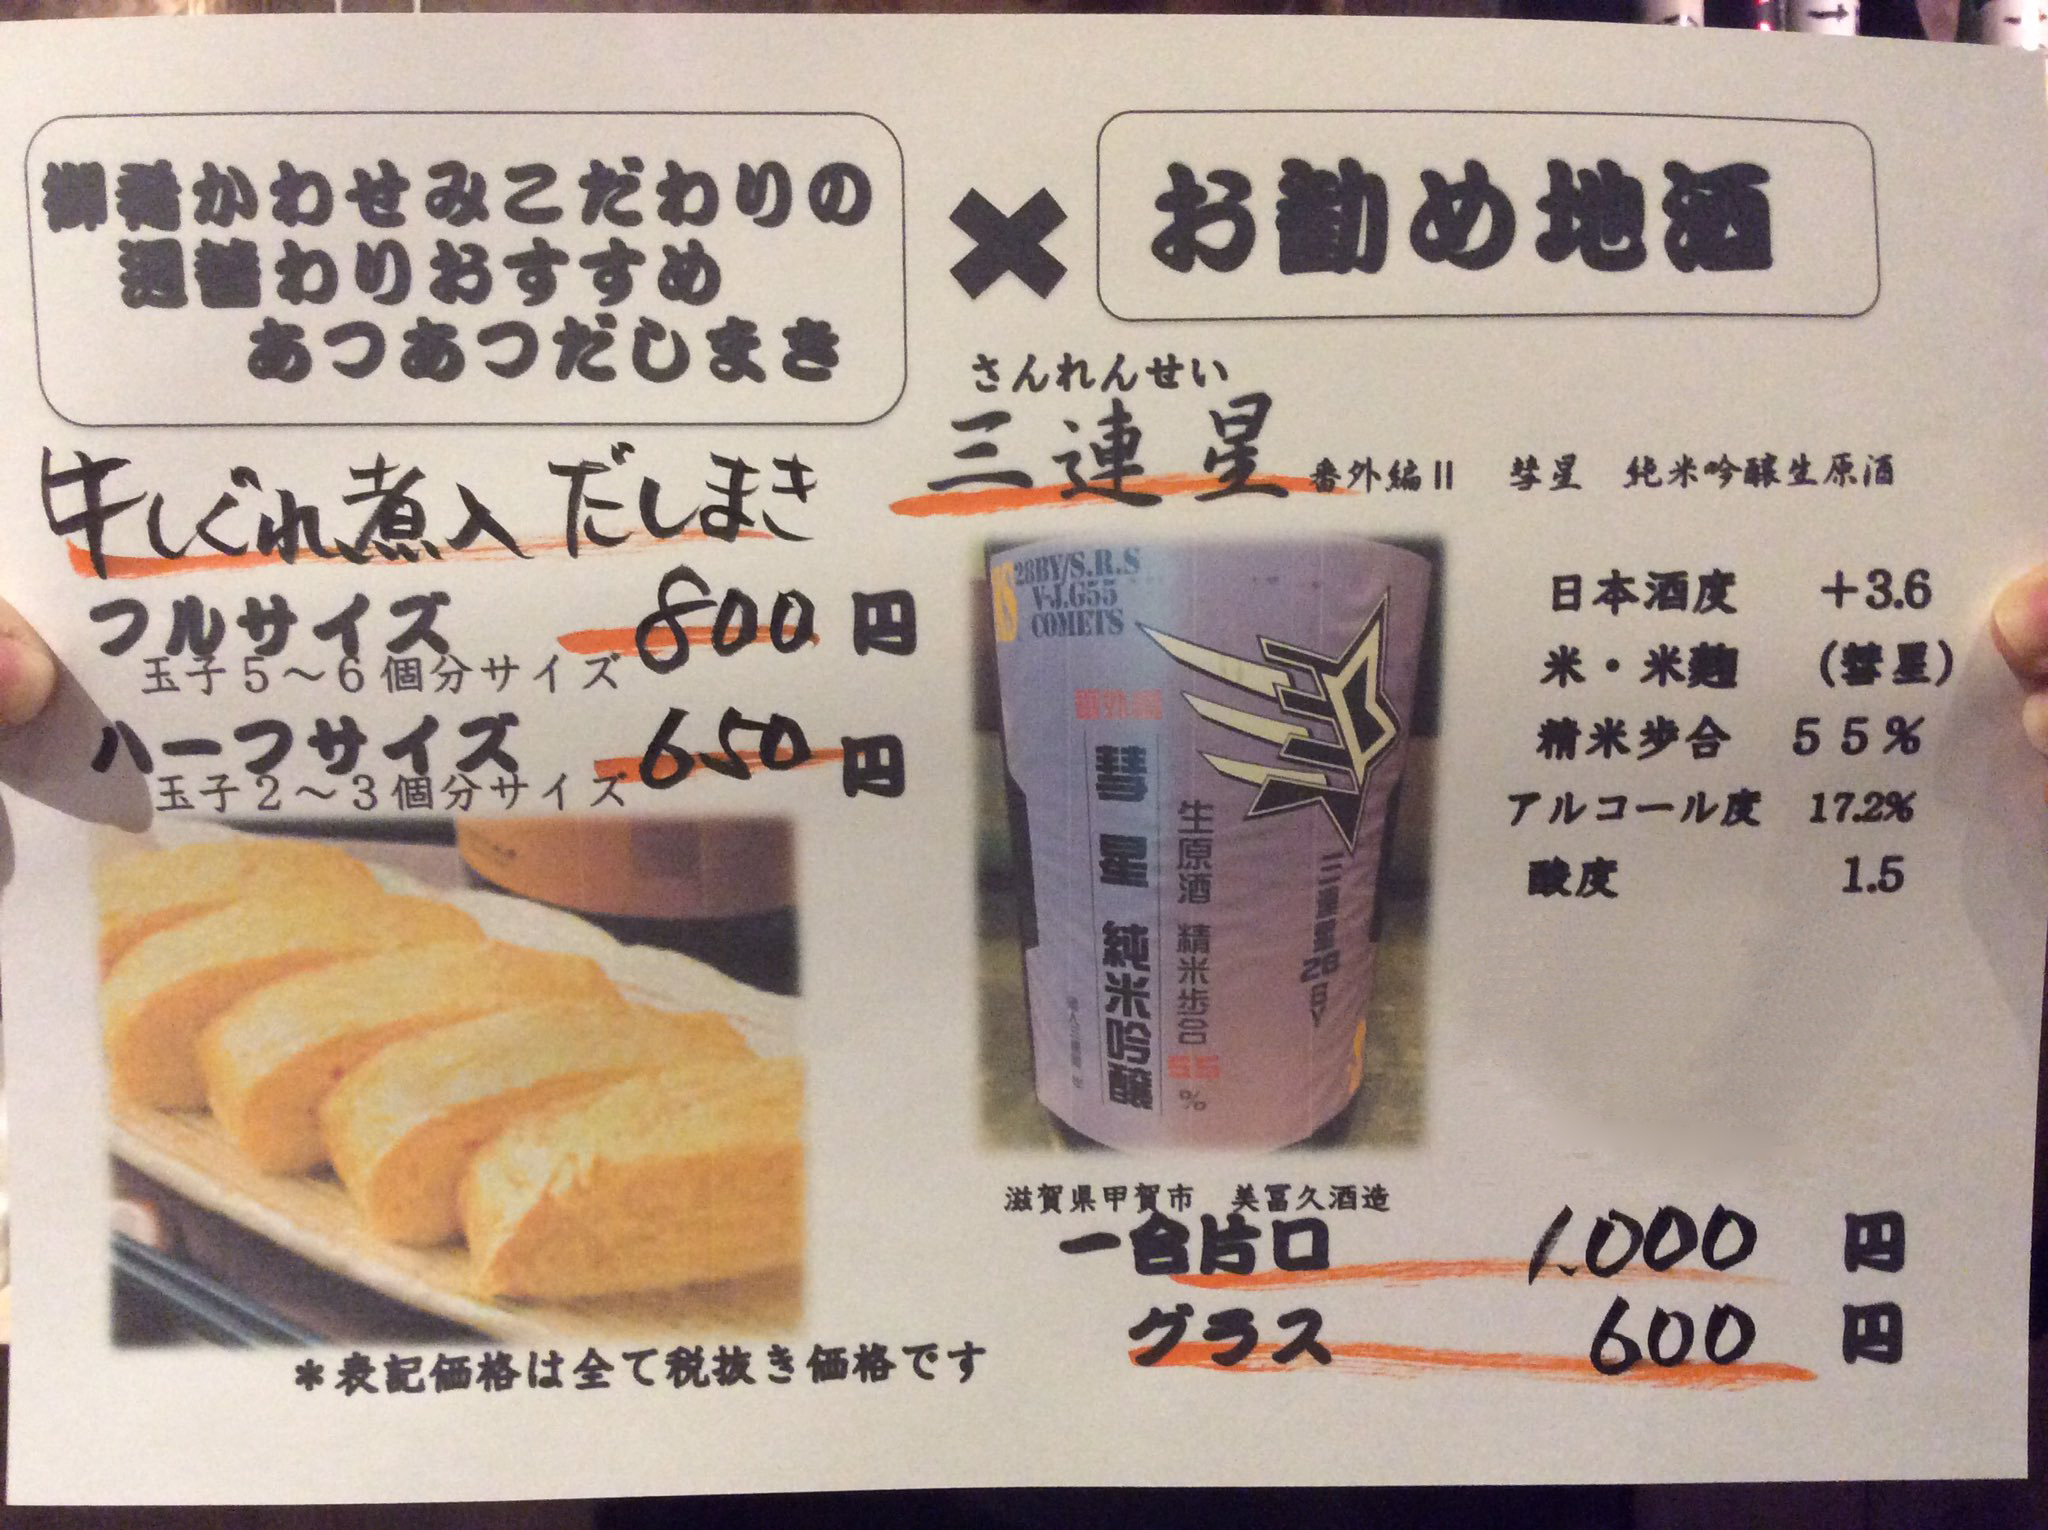 御肴かわせみこだわりの
週替わりおすすめ
あつあつだしまき
×
お勧め地酒
牛しぐれ煮入だしまき
フルサイズ 800円
玉子5～6個分サイズ
ハーフサイズ 650円
玉子2～3個分サイズ
＊表記価格は全て税抜き価格です
さんれんせい
三連星 番外編Ⅱ 彗星 純米吟醸生原酒
28BY/S.R.S
V-J.G55
COMETS
番外編
彗星 純米吟醸
生原酒 精米歩合55%
日本酒度 +3.6
米・米麹 (彗星)
精米歩合 55%
アルコール度 17.2%
酸度 1.5
滋賀県甲賀市 美冨久酒造
一合片口 1.000円
グラス 600円